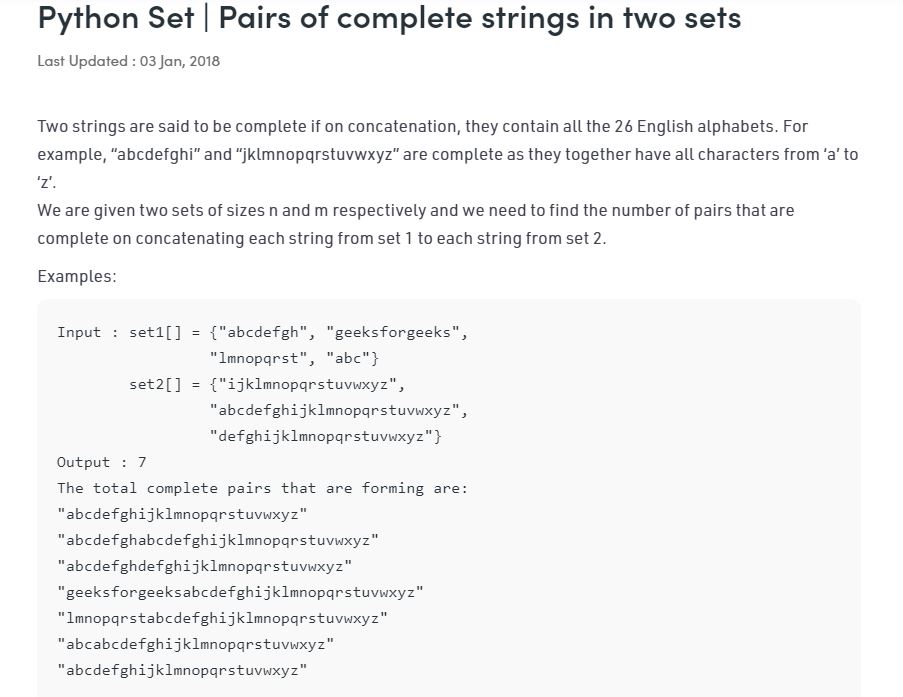 Python Set | Pairs of complete strings in two sets
Last Updated : 03 Jan, 2018
Two strings are said to be complete if on concatenation, they contain all the 26 English alphabets. For
example, “abcdefghi” and “jklmnopqrstuvwxyz” are complete as they together have all characters from ‘a’ to
‘z’.
We are given two sets of sizes n and m respectively and we need to find the number of pairs that are
complete on concatenating each string from set 1 to each string from set 2.
Examples:
Input : set1[] = {"abcdefgh", "geeksforgeeks",
"lmnopqrst", "abc"}
set2[] = {"ijklmnopqrstuvwxyz",
"abcdefghijklmnopqrstuvwxyz",
"defghijklmnopqrstuvwxyz"}
Output : 7
The total complete pairs that are forming are:
"abcdefghijklmnopqrstuvwxyz"
"abcdefghabcdefghijklmnopqrstuvwxyz"
"abcdefghdefghijklmnopqrstuvwxyz"
"geeksforgeeksabcdefghijklmnopqrstuvwxyz"
"lmnopqrstabcdefghijklmnopqrstuvwxyz"
"abcabcdefghijklmnopqrstuvwxyz"
"abcdefghijklmnopqrstuvwxyz"